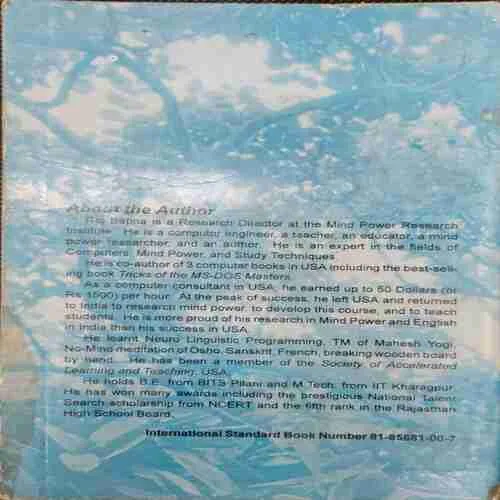 About the Author
Raj Bapna is a Research Director at the Mind Power Research
Institute. He is a computer engineer, a teacher, an educator, a mind
power researcher, and an author. He is an expert in the fields of
Computers, Mind Power, and Study Techniques.
He is co-author of 3 computer books in USA including the best-sell-
ing book Tricks of the MS-DOS Masters.
As a computer consultant in USA, he earned up to 50 Dollars (or
Rs 1500) per hour. At the peak of success, he left USA and returned
to India to research mind power, to develop this course, and to teach
students. He is more proud of his research in Mind Power and English
in India than his success in USA.
He learnt Neuro Linguistic Programming, TM of Mahesh Yogi,
No-Mind meditation of Osho, Sanskrit, French, breaking wooden board
by hand... He has been a member of the Society of Accelerated
Learning and Teaching, USA.
He holds B.E. from BITS Pilani and M.Tech. from IIT Kharagpur.
He has won many awards including the prestigious National Talent
Search scholarship from NCERT and the fifth rank in the Rajasthan
High School Board.
International Standard Book Number 81-85681-00-7